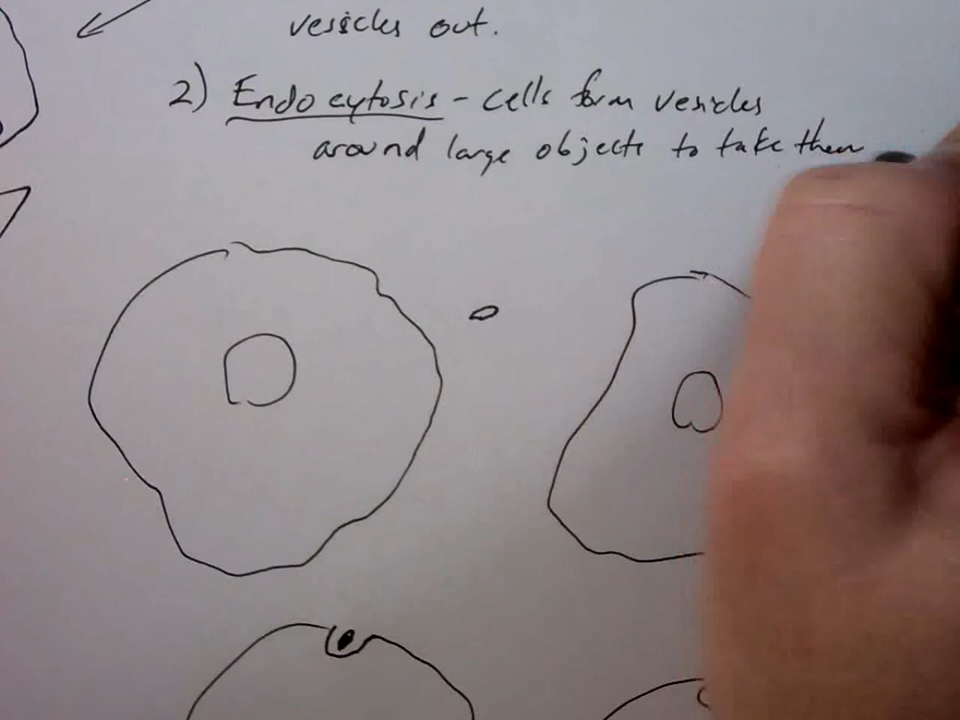 vesicles out.
2) Endocytosis - cells form vesicles
around large objects to take them